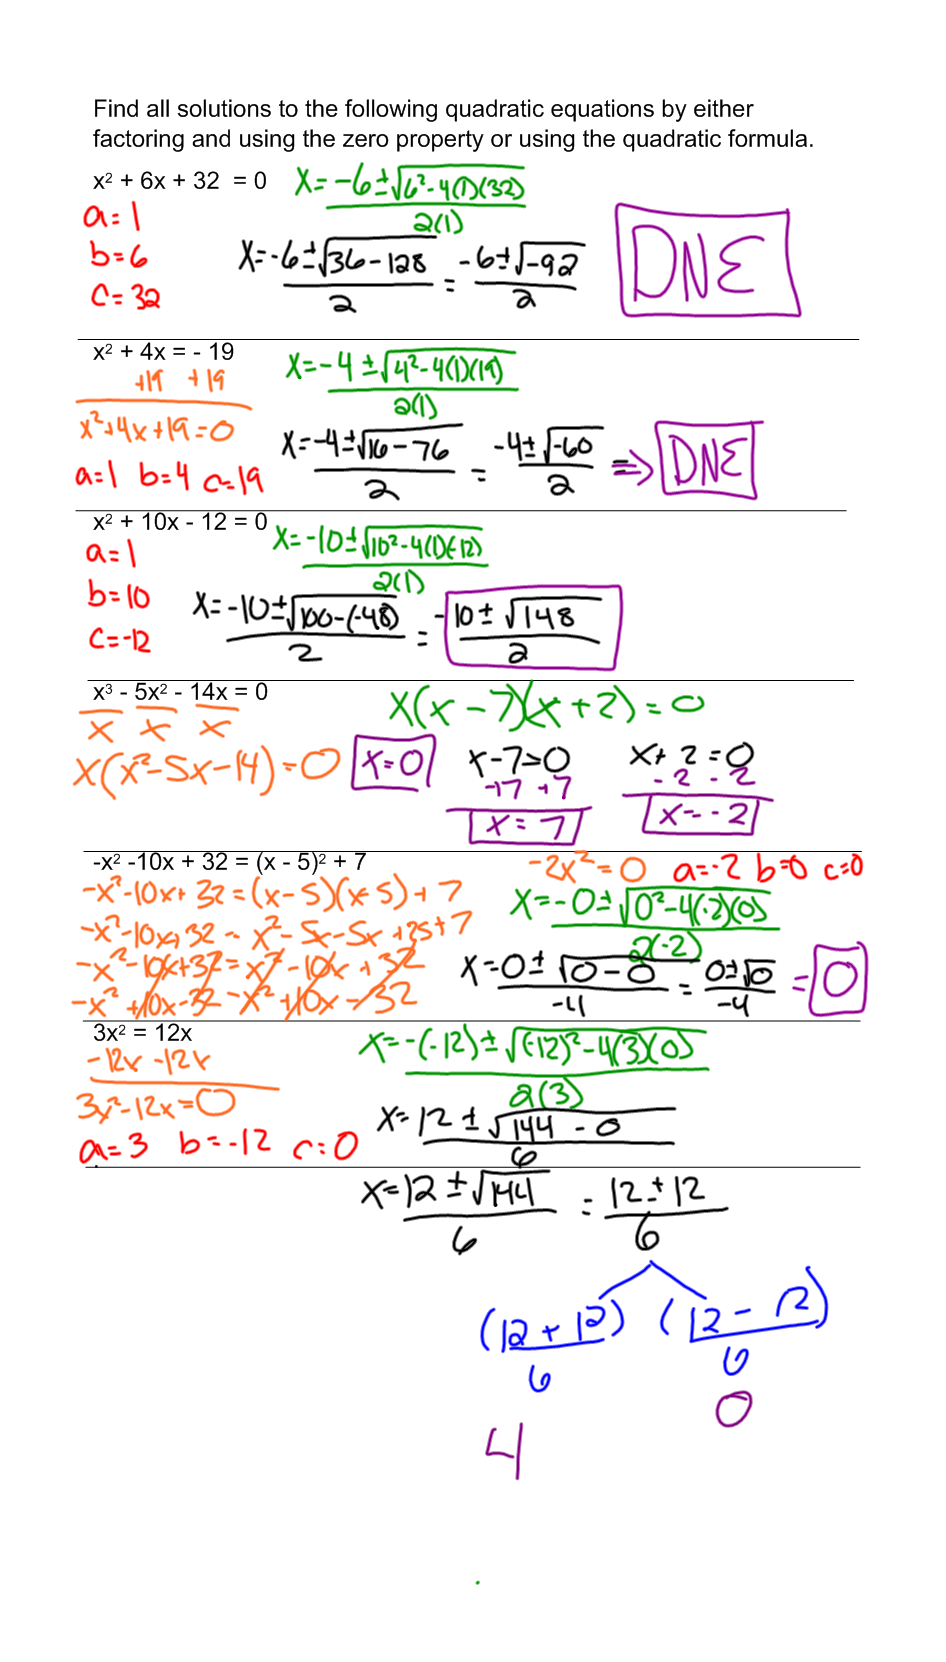 Find all solutions to the following quadratic equations by either
factoring and using the zero property or using the quadratic formula.
x² + 6x + 32 = 0
x = -6 ± √6² - 4(1)(32)
2(1)
a = 1
b = 6
c = 32
x = -6 ± √36 - 128 = -6 ± √-92
2 2
DNE
x² + 4x = - 19
+19 +19
x² + 4x + 19 = 0
a = 1 b = 4 c = 19
x = -4 ± √4² - 4(1)(19)
2(1)
x = -4 ± √16 - 76 = -4 ± √-60 => DNE
2 2
x² + 10x - 12 = 0
a = 1
b = 10
c = -12
x = -10 ± √10² - 4(1)(-12)
2(1)
x = -10 ± √100 - (-48) = -10 ± √148
2 2
x³ - 5x² - 14x = 0
x x x
x(x² - 5x - 14) = 0
x(x - 7)(x + 2) = 0
x = 0
x - 7 = 0
+7 +7
x = 7
x + 2 = 0
- 2 - 2
x = - 2
-x² -10x + 32 = (x - 5)² + 7
-x² - 10x + 32 = (x - 5)(x - 5) + 7
-x² - 10x + 32 = x² - 5x - 5x + 25 + 7
-x² - 10x + 32 = x² - 10x + 32
-x² + 10x - 32 -x² + 10x - 32
-2x² = 0 a = -2 b = 0 c = 0
x = -0 ± √0² - 4(-2)(0)
2(-2)
x = 0 ± √0 - 0 = 0 ± √0 = 0
-4 -4
3x² = 12x
-12x -12x
3x² - 12x = 0
a = 3 b = -12 c = 0
x = -(-12) ± √(-12)² - 4(3)(0)
2(3)
x = 12 ± √144 - 0
6
x = 12 ± √144 = 12 ± 12
6 6
(12 + 12) (12 - 12)
6 6
4 0